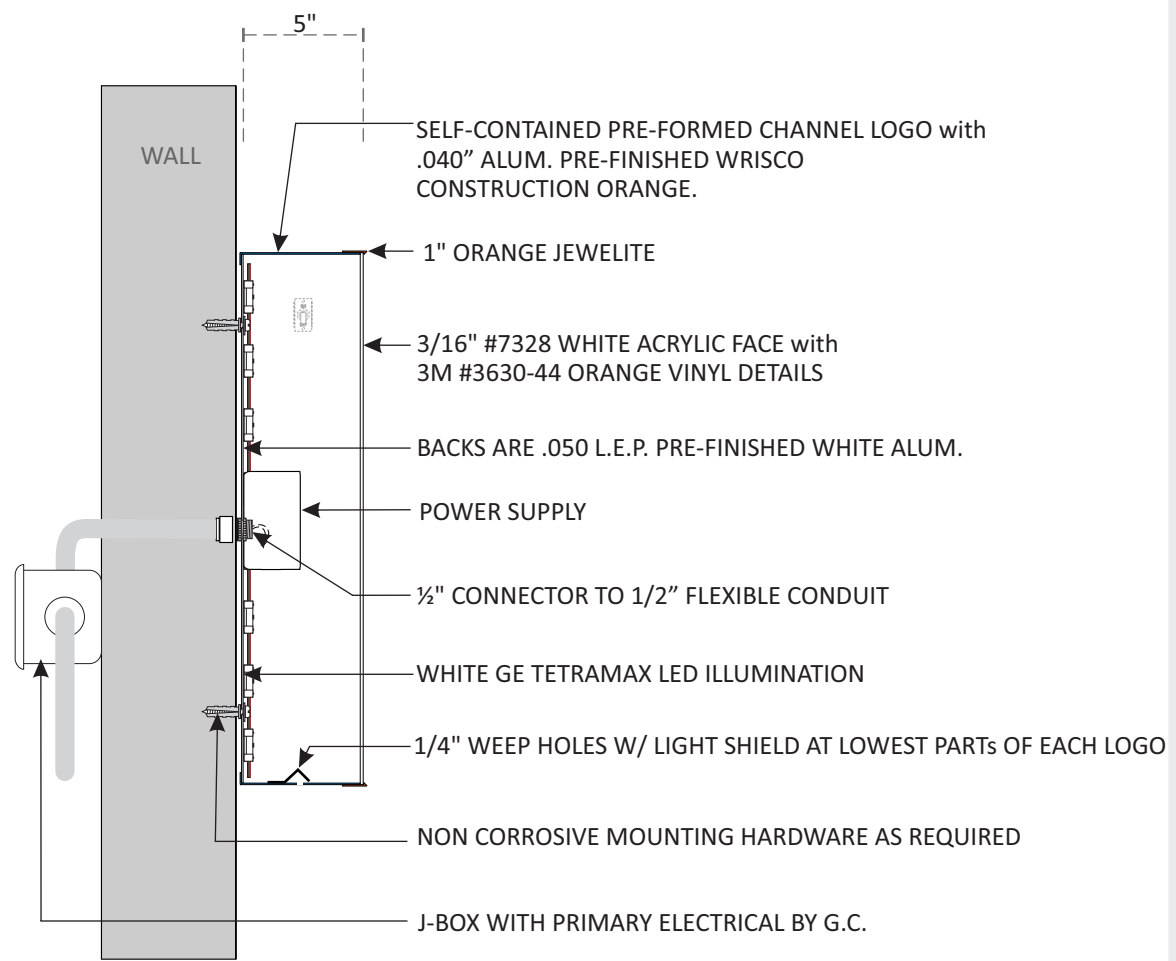 5"
WALL
SELF-CONTAINED PRE-FORMED CHANNEL LOGO with
.040” ALUM. PRE-FINISHED WRISCO
CONSTRUCTION ORANGE.
1" ORANGE JEWELITE
3/16" #7328 WHITE ACRYLIC FACE with
3M #3630-44 ORANGE VINYL DETAILS
BACKS ARE .050 L.E.P. PRE-FINISHED WHITE ALUM.
POWER SUPPLY
½" CONNECTOR TO 1/2” FLEXIBLE CONDUIT
WHITE GE TETRAMAX LED ILLUMINATION
1/4" WEEP HOLES W/ LIGHT SHIELD AT LOWEST PARTs OF EACH LOGO
NON CORROSIVE MOUNTING HARDWARE AS REQUIRED
J-BOX WITH PRIMARY ELECTRICAL BY G.C.